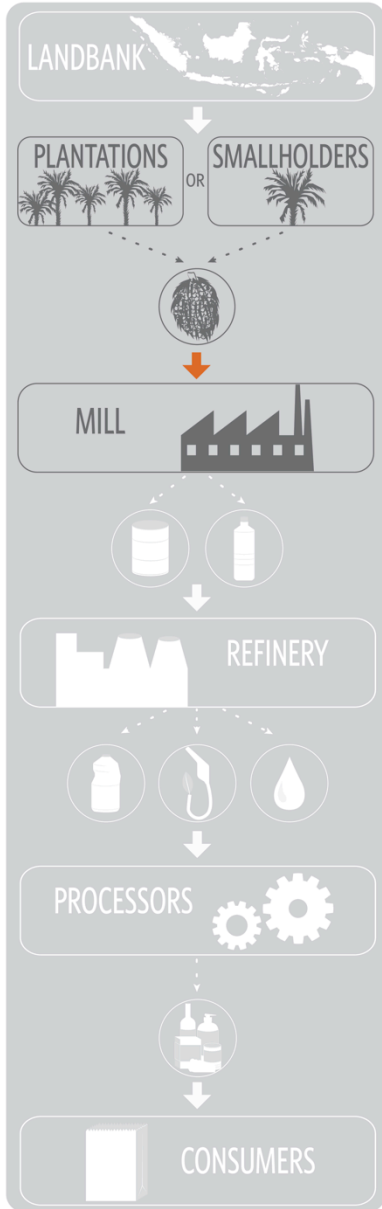 LANDBANK
PLANTATIONS OR SMALLHOLDERS
MILL
REFINERY
PROCESSORS
CONSUMERS